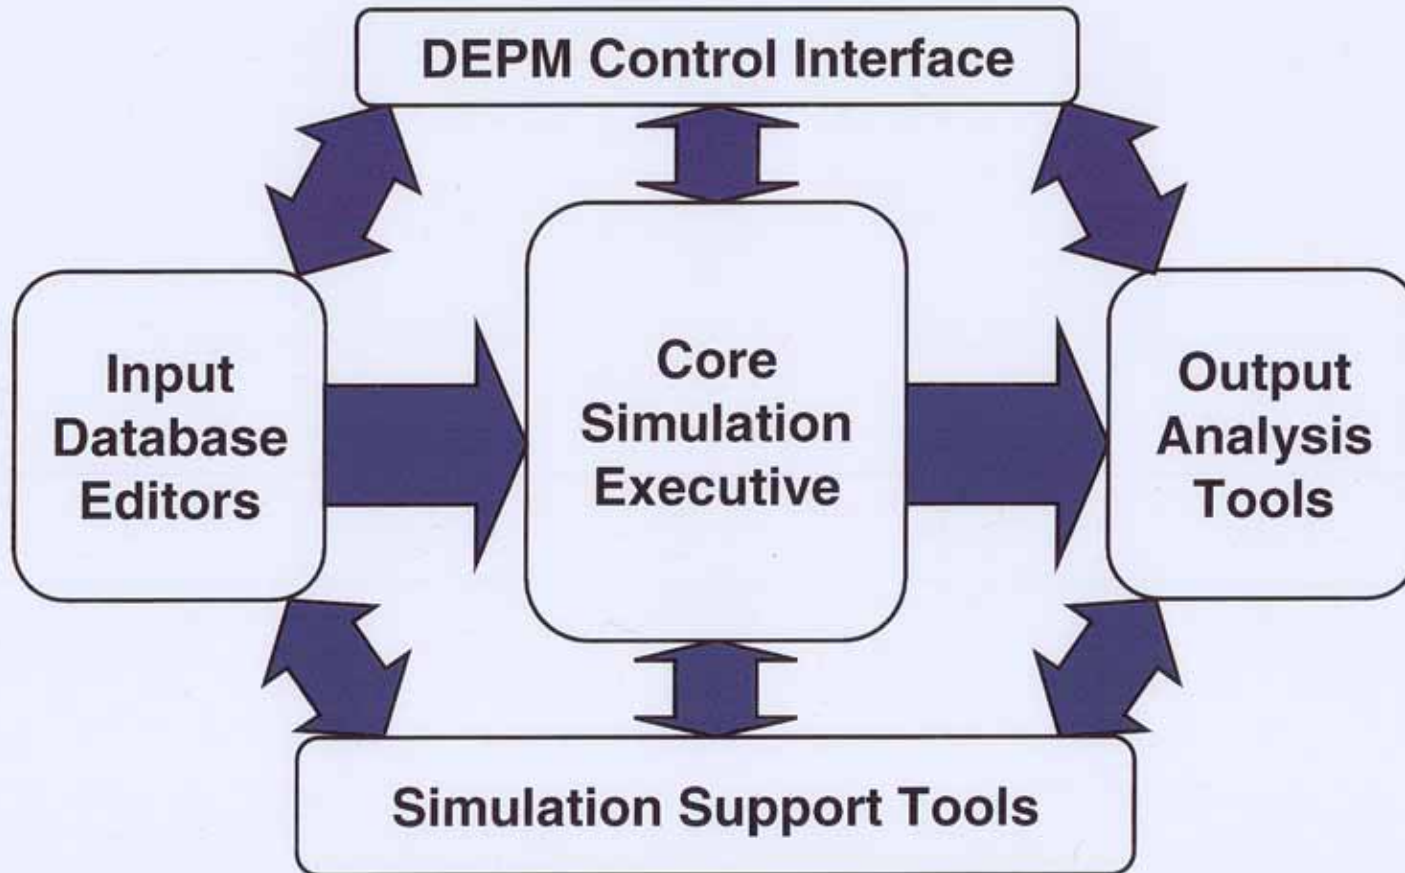 DEPM Control Interface
Input
Database
Editors
Core
Simulation
Executive
Output
Analysis
Tools
Simulation Support Tools